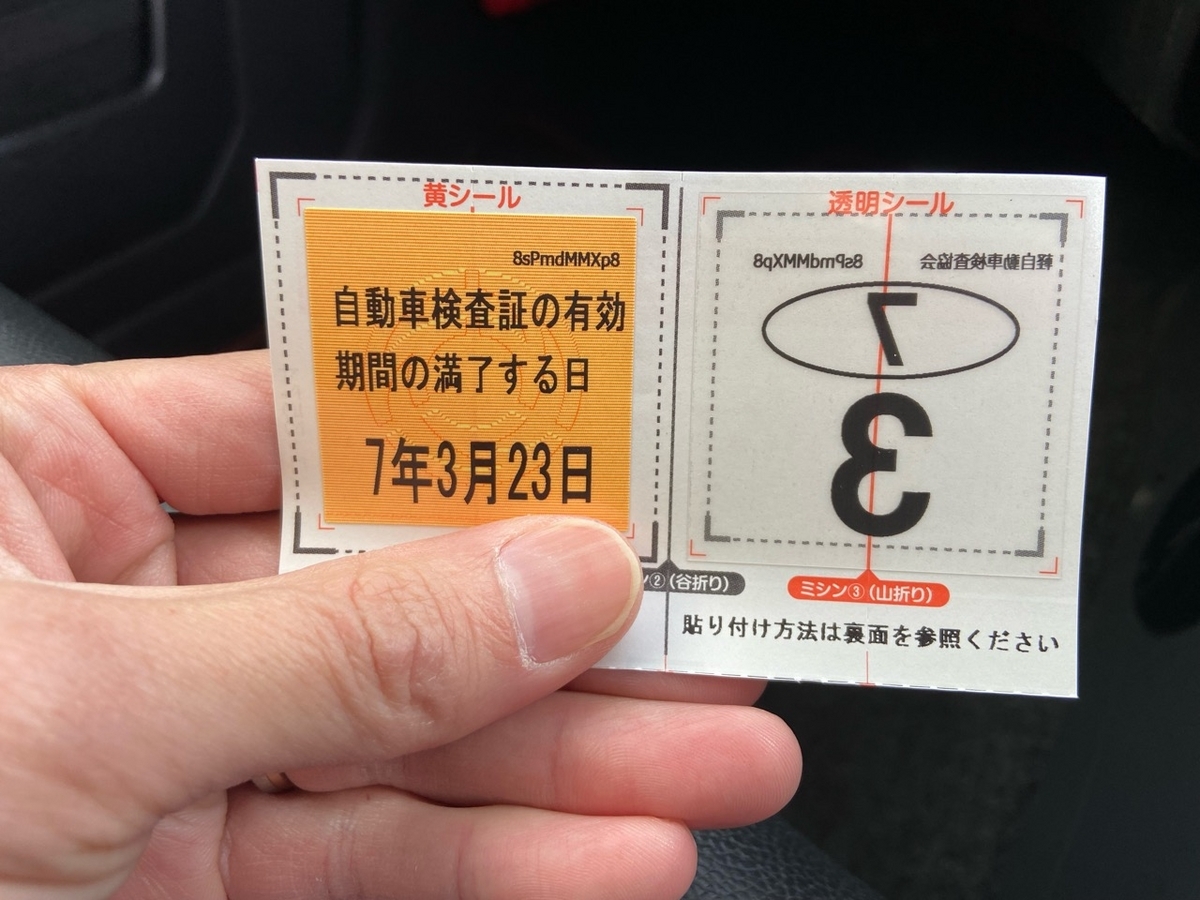 黄シール
8sPmdMMXp8
自動車検査証の有効
期間の満了する日
7年3月23日
透明シール
8sPmdMMXp8 軽自動車検査協会
7
3
ン②(谷折り)
ミシン③(山折り)
貼り付け方法は裏面を参照ください